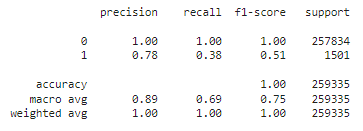 precision recall f1-score support
0 1.00 1.00 1.00 257834
1 0.78 0.38 0.51 1501
accuracy 1.00 259335
macro avg 0.89 0.69 0.75 259335
weighted avg 1.00 1.00 1.00 259335